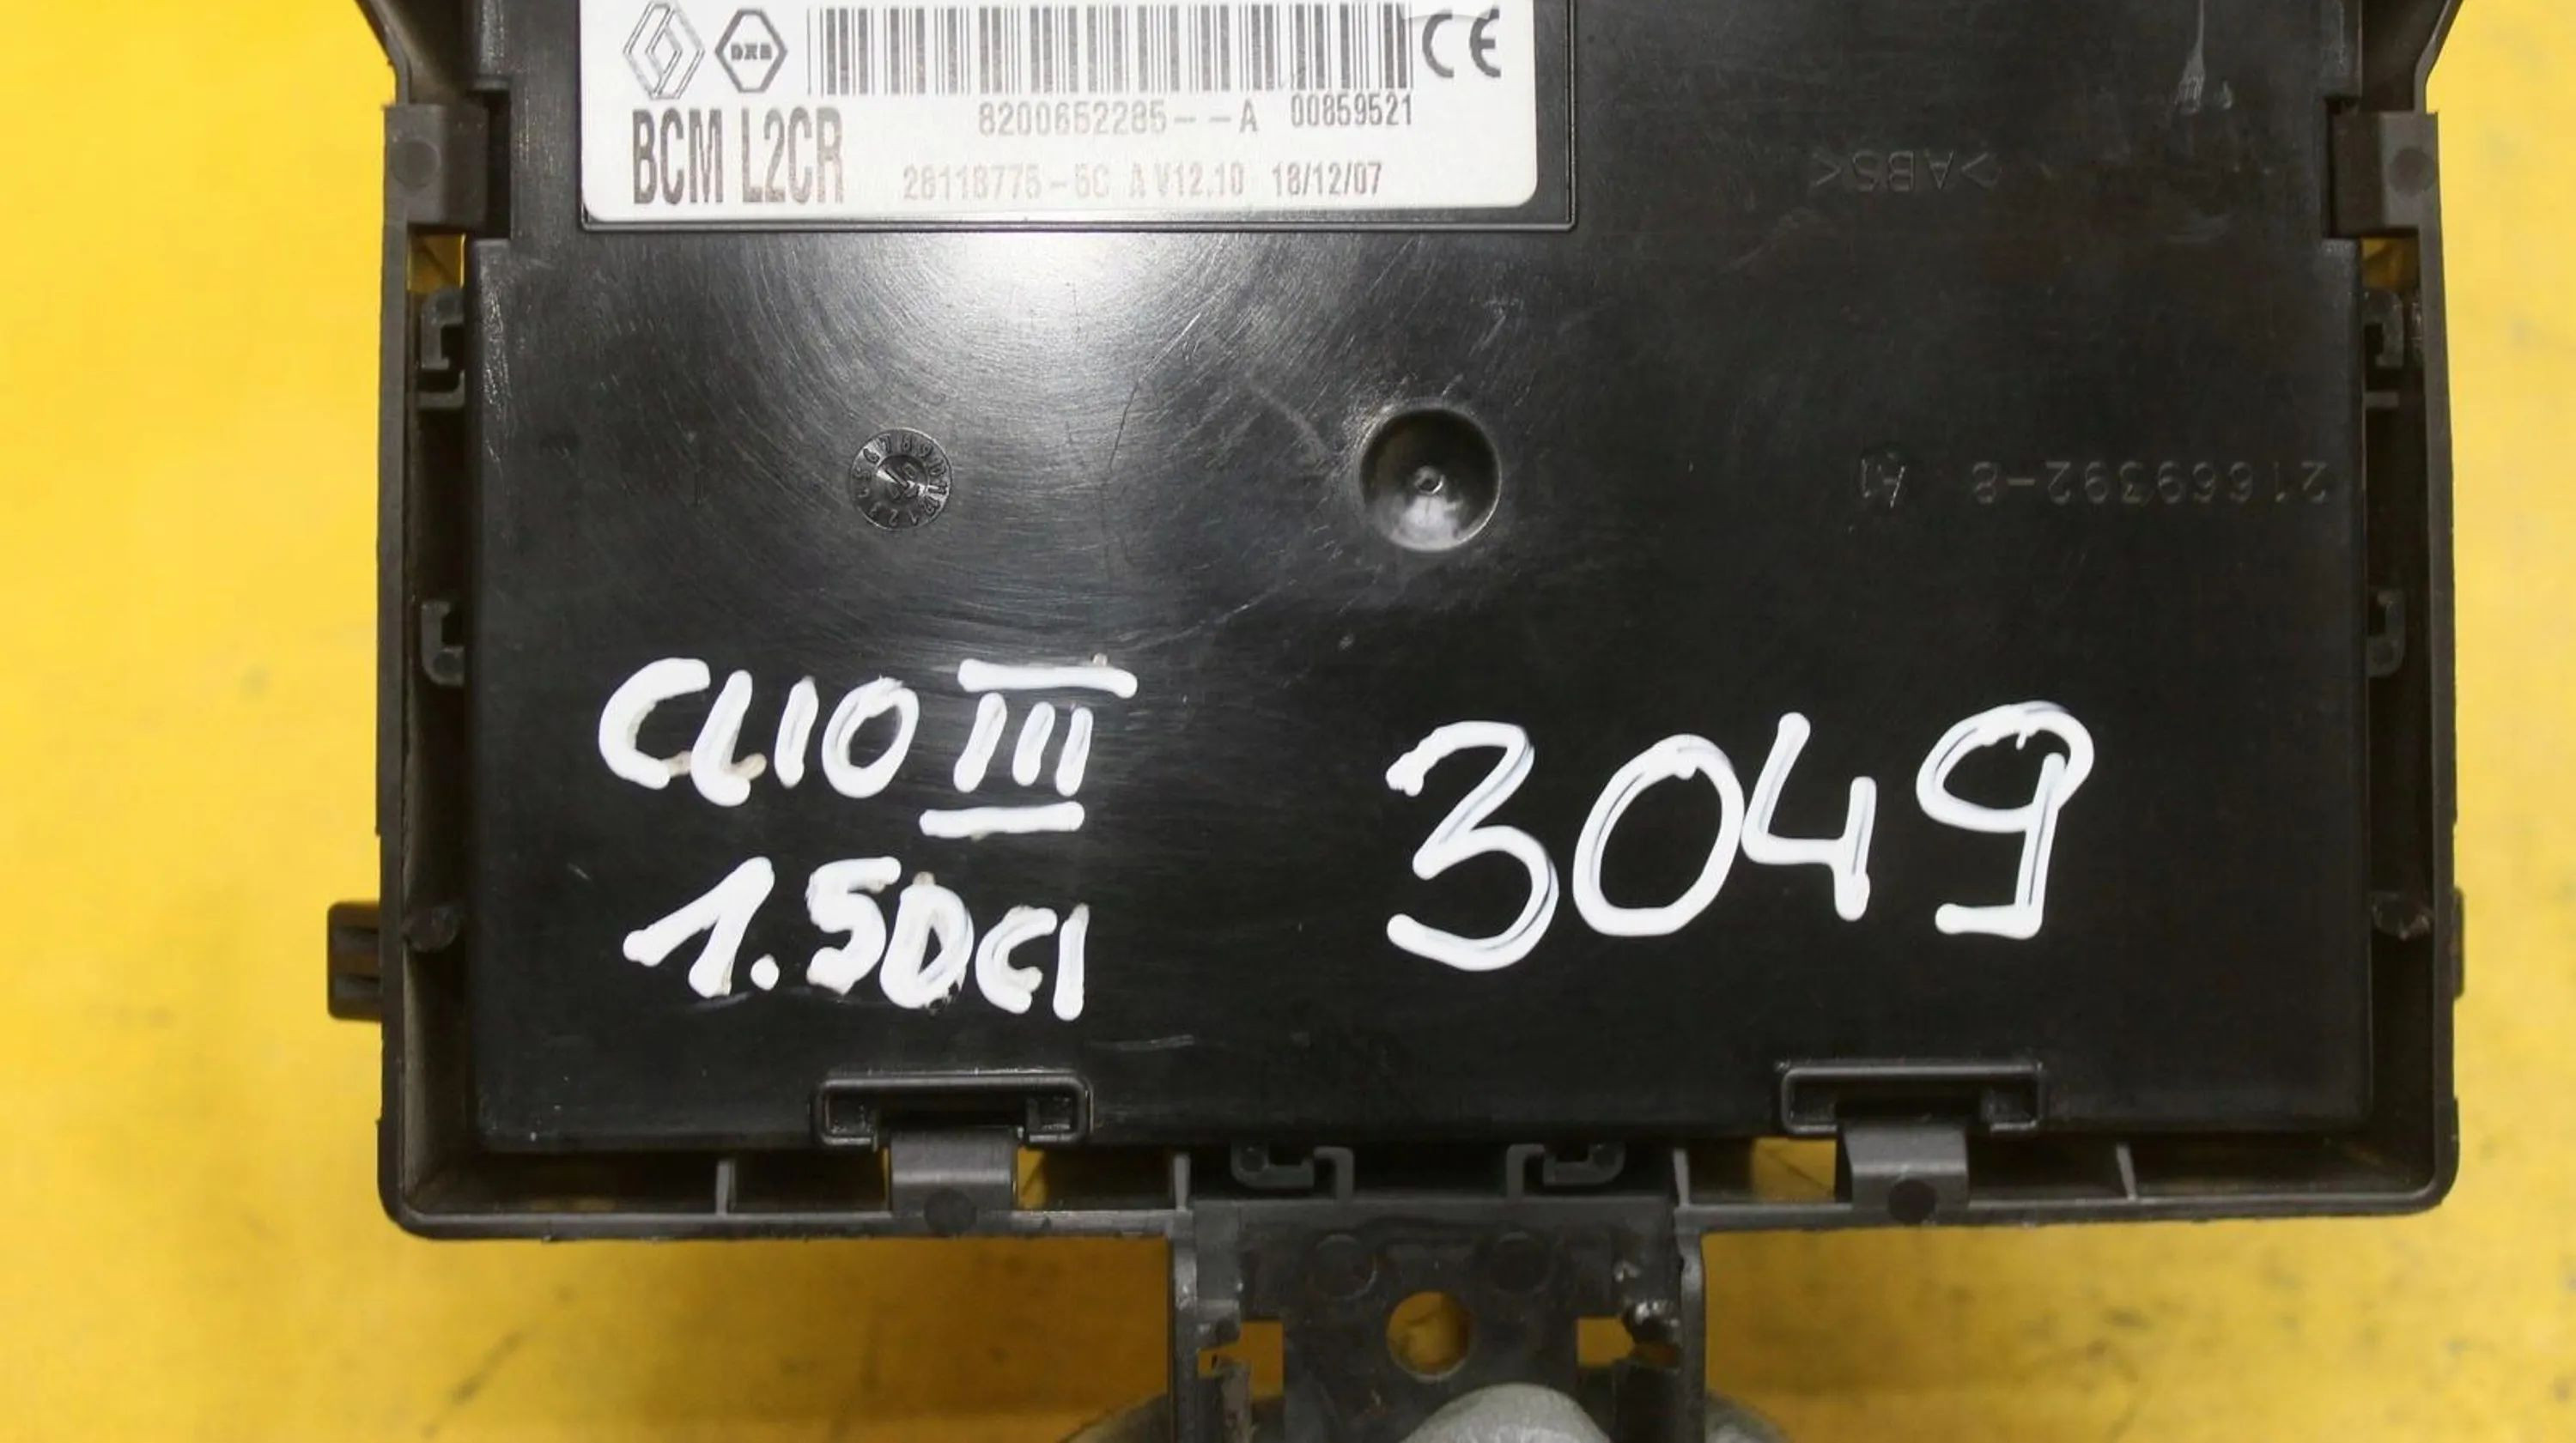 BCM L2CR
8200652285--A 00859521
28118775-6C A V12.10 18/12/07
CE
>ABS<
21669392-8 A1
CLIO III
1.5DCI
3049